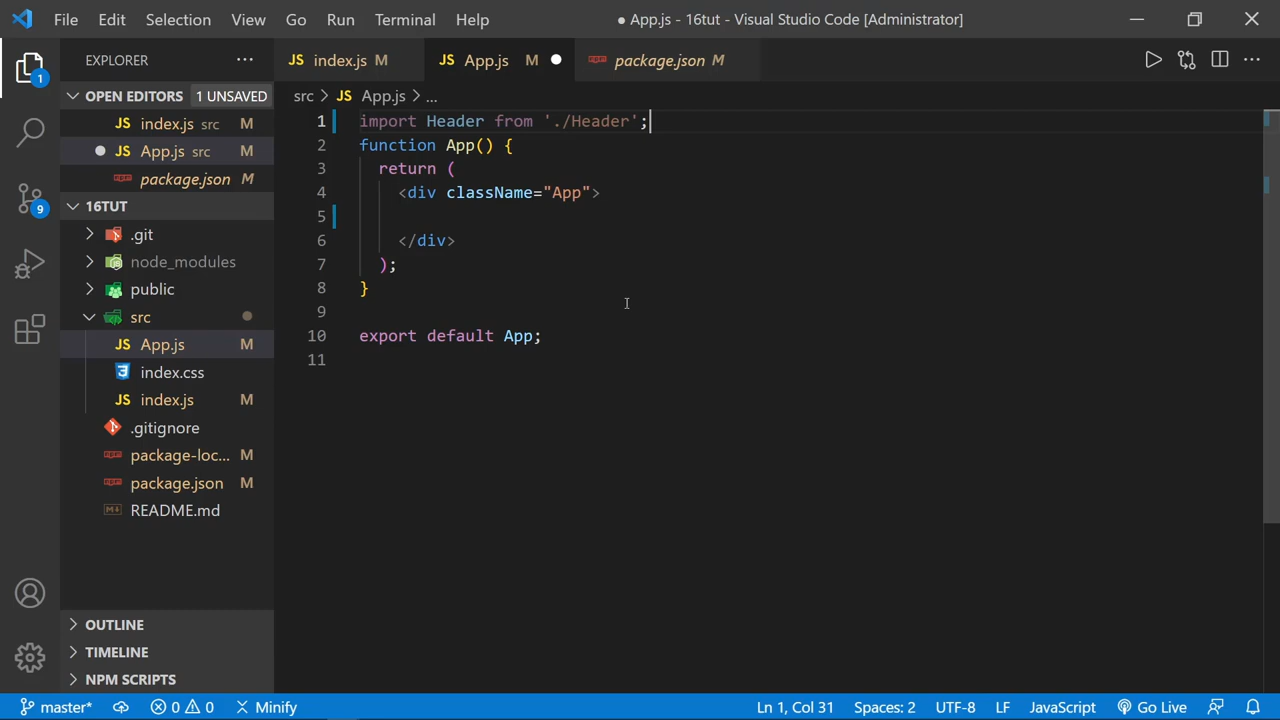 File Edit Selection View Go Run Terminal Help ● App.js - 16tut - Visual Studio Code [Administrator]
EXPLORER ··· JS index.js M JS App.js M ● package.json M ···
OPEN EDITORS 1 UNSAVED
JS index.js src M
● JS App.js src M
package.json M
16TUT
.git
node_modules
public
src
JS App.js M
index.css
JS index.js M
.gitignore
package-loc... M
package.json M
README.md
OUTLINE
TIMELINE
NPM SCRIPTS
1
9
src > JS App.js > ...
1 import Header from './Header';
2 function App() {
3 return (
4 <div className="App">
5
6 </div>
7 );
8 }
9
10 export default App;
11
master* 0 0 Minify Ln 1, Col 31 Spaces: 2 UTF-8 LF JavaScript Go Live